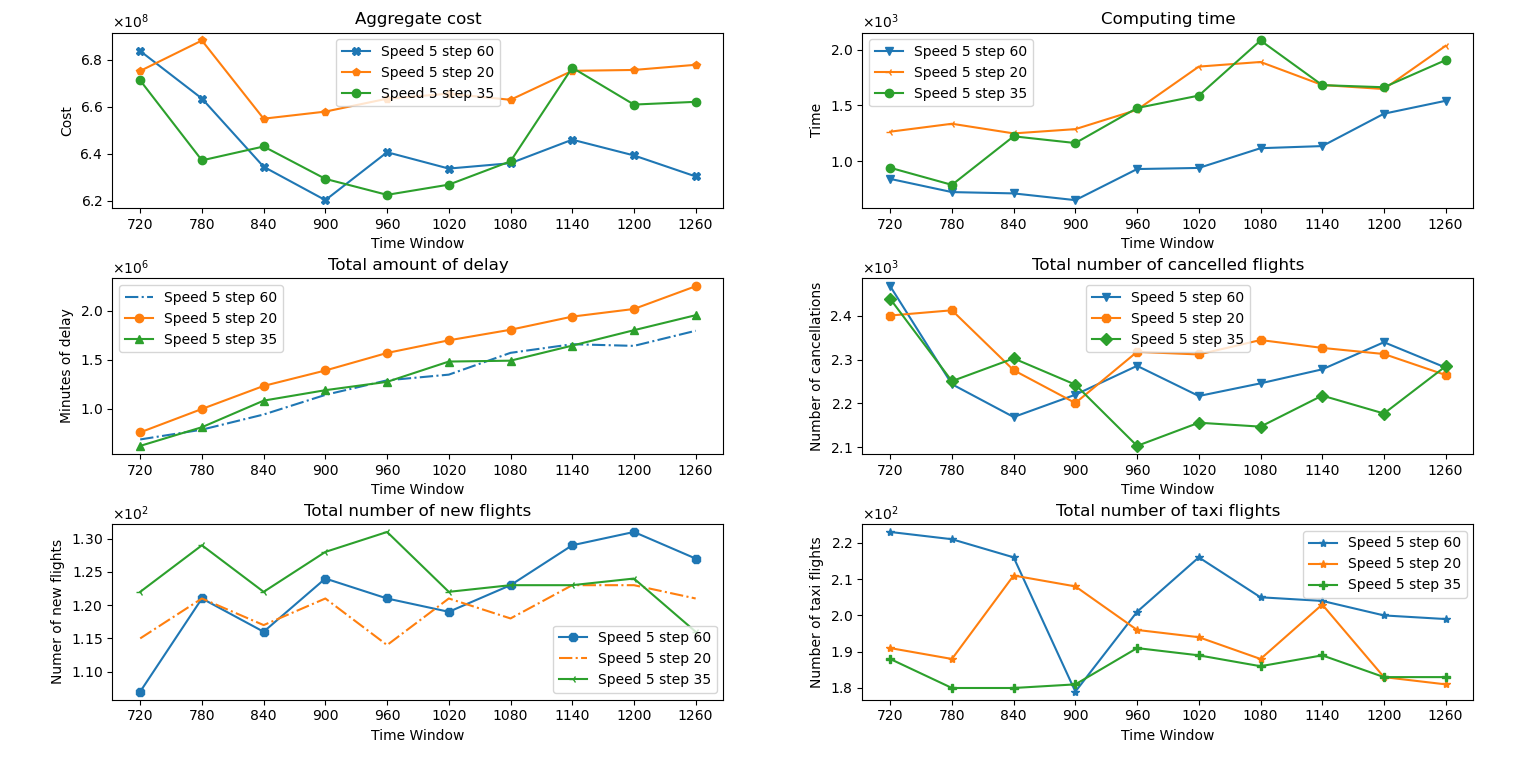 Aggregate cost
×10^8
Speed 5 step 60
Speed 5 step 20
Speed 5 step 35
6.8
6.6
6.4
6.2
Cost
720 780 840 900 960 1020 1080 1140 1200 1260
Time Window
Computing time
×10^3
Speed 5 step 60
Speed 5 step 20
Speed 5 step 35
2.0
1.5
1.0
Time
720 780 840 900 960 1020 1080 1140 1200 1260
Time Window
Total amount of delay
×10^6
Speed 5 step 60
Speed 5 step 20
Speed 5 step 35
2.0
1.5
1.0
Minutes of delay
720 780 840 900 960 1020 1080 1140 1200 1260
Time Window
Total number of cancelled flights
×10^3
Speed 5 step 60
Speed 5 step 20
Speed 5 step 35
2.4
2.3
2.2
2.1
Number of cancellations
720 780 840 900 960 1020 1080 1140 1200 1260
Time Window
Total number of new flights
×10^2
1.30
1.25
1.20
1.15
1.10
Numer of new flights
Speed 5 step 60
Speed 5 step 20
Speed 5 step 35
720 780 840 900 960 1020 1080 1140 1200 1260
Time Window
Total number of taxi flights
×10^2
Speed 5 step 60
Speed 5 step 20
Speed 5 step 35
2.2
2.1
2.0
1.9
1.8
Number of taxi flights
720 780 840 900 960 1020 1080 1140 1200 1260
Time Window